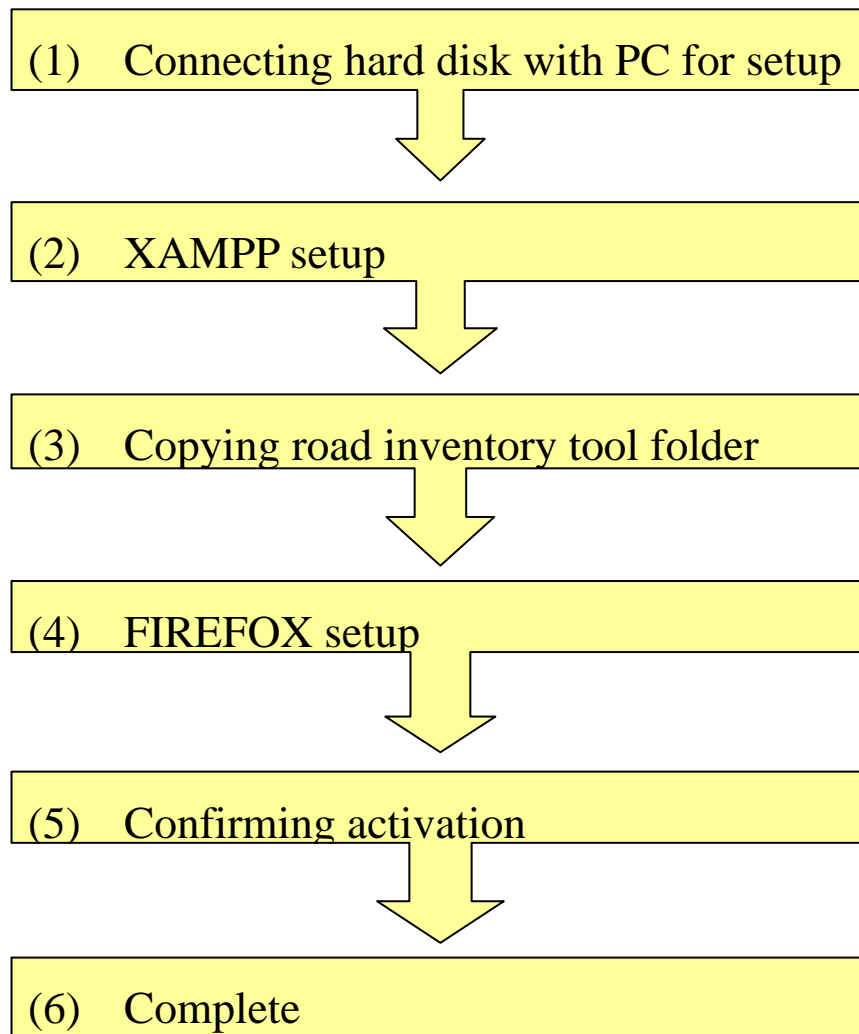 (1) Connecting hard disk with PC for setup
(2) XAMPP setup
(3) Copying road inventory tool folder
(4) FIREFOX setup
(5) Confirming activation
(6) Complete